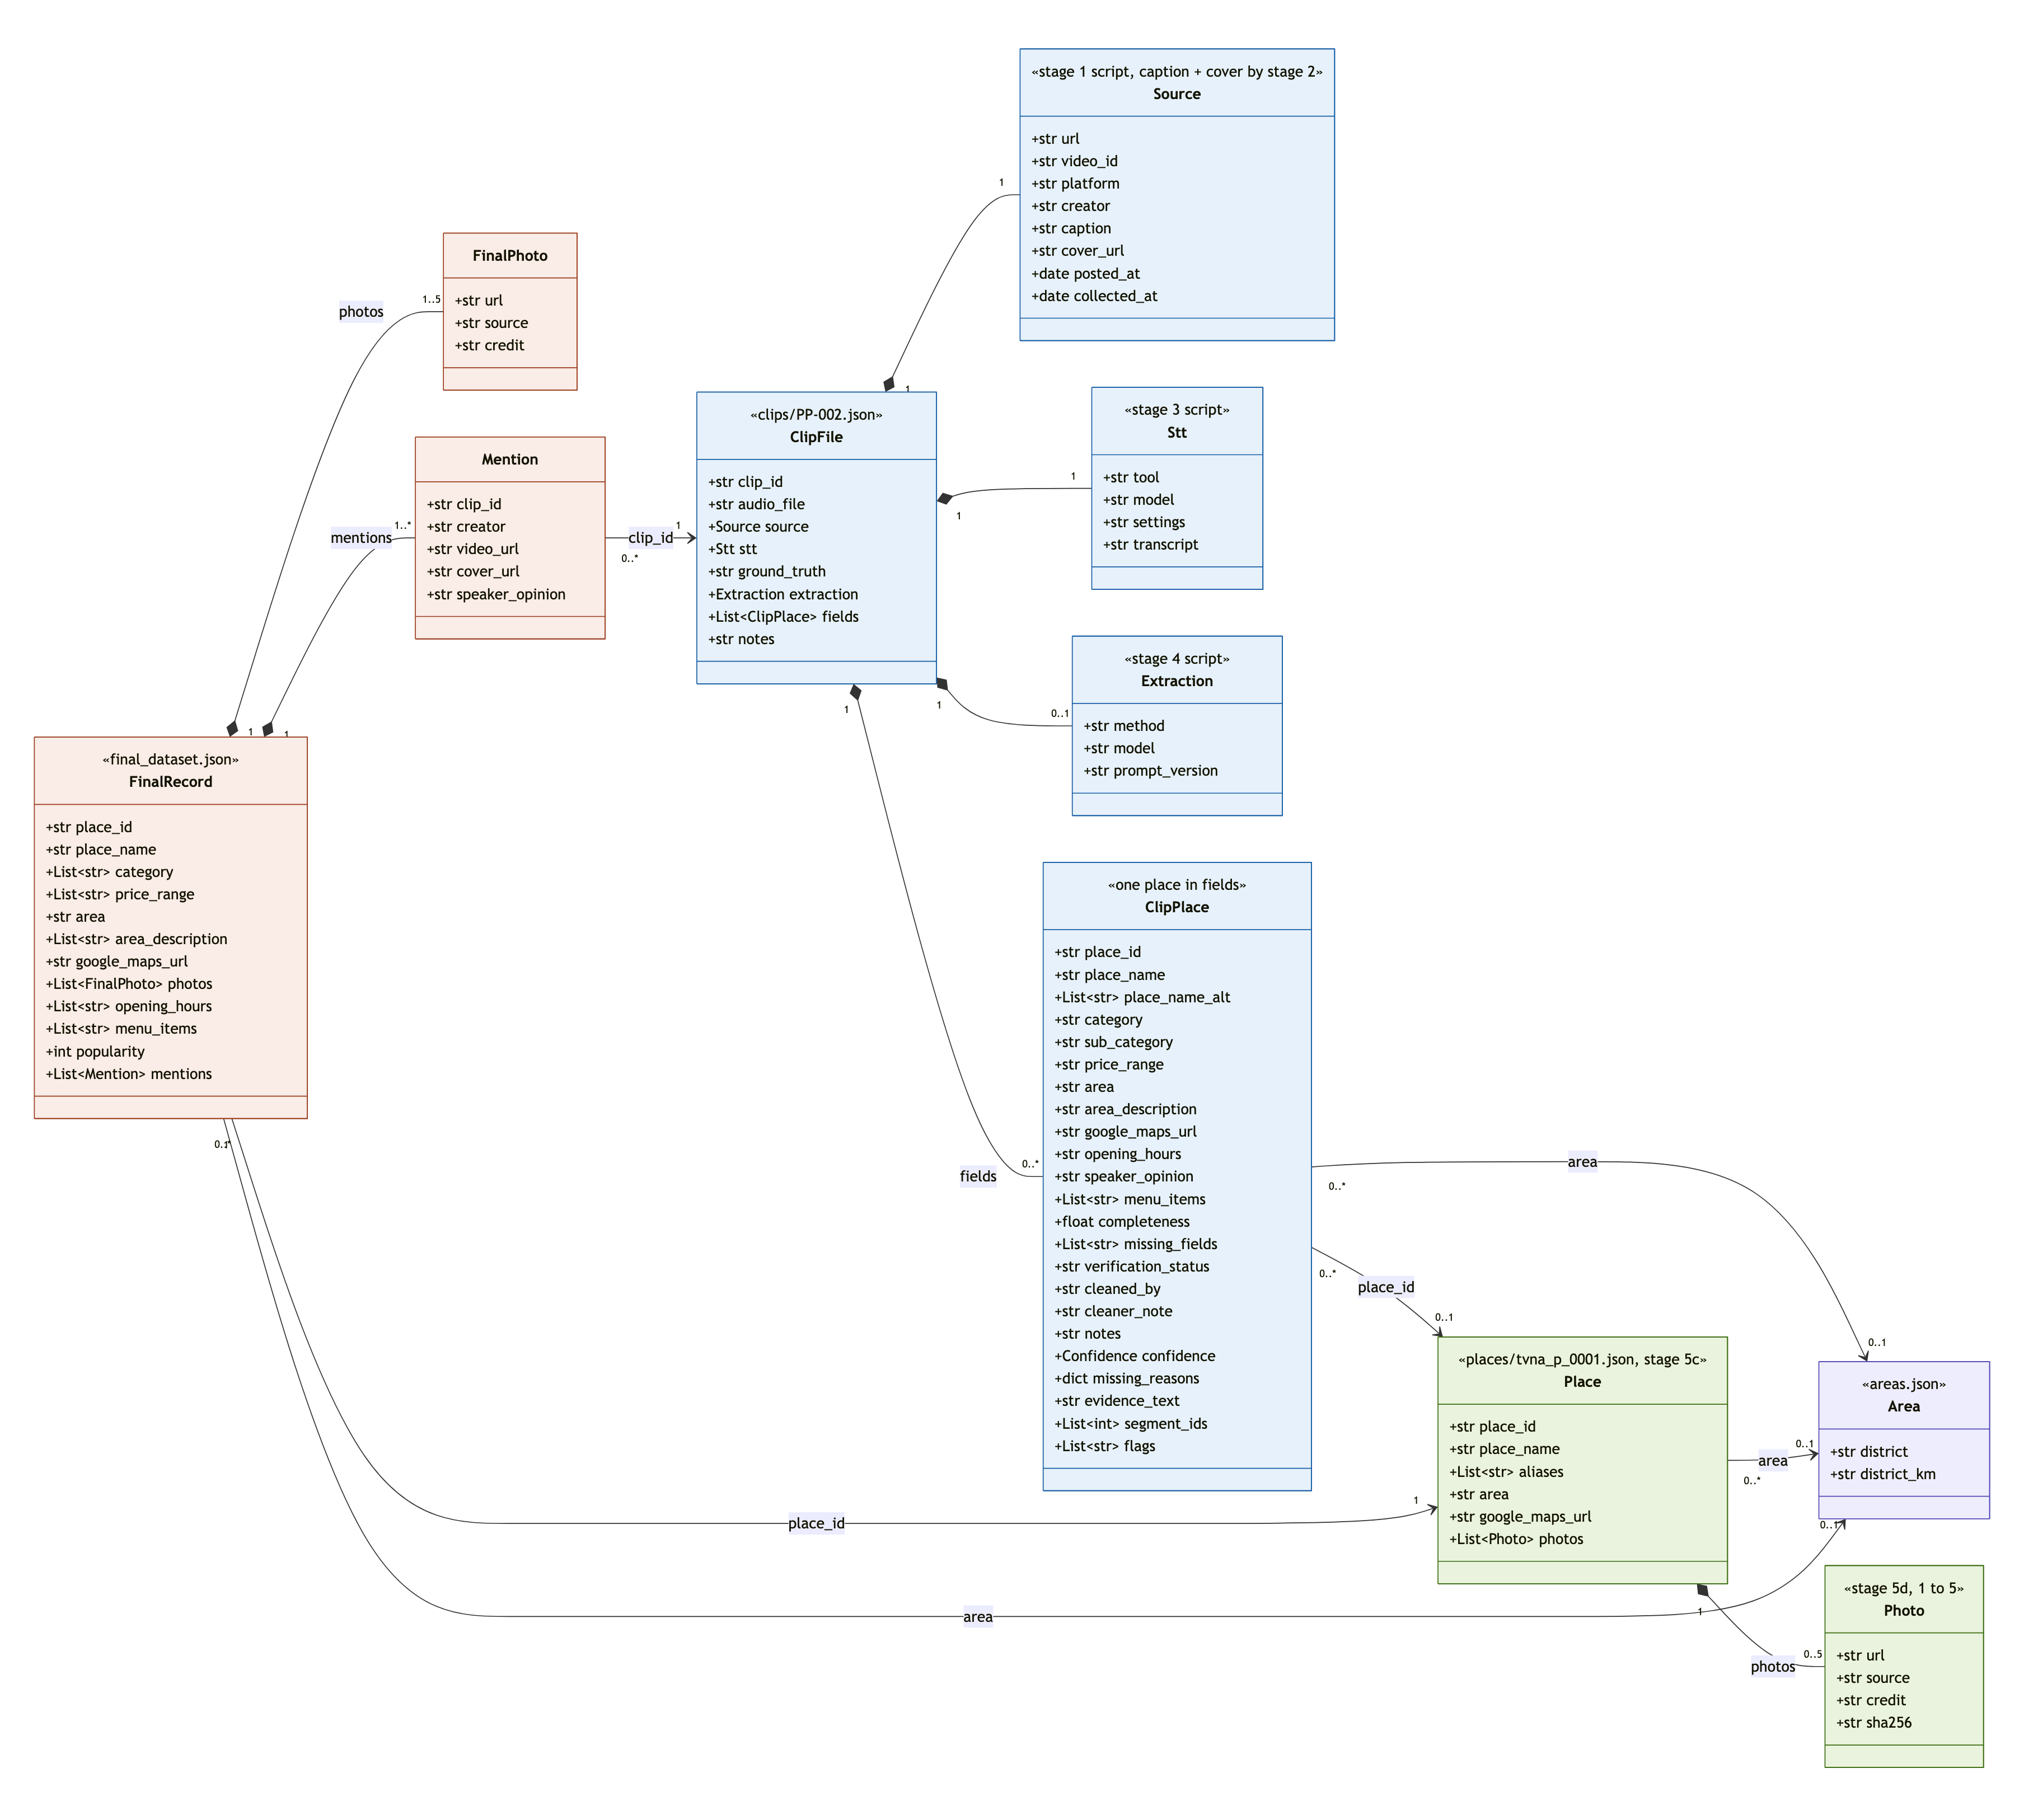 «stage 1 script, caption + cover by stage 2»
Source
+str url
+str video_id
+str platform
+str creator
+str caption
+str cover_url
+date posted_at
+date collected_at
1
1
FinalPhoto
+str url
+str source
+str credit
photos
1..5
1
Mention
+str clip_id
+str creator
+str video_url
+str cover_url
+str speaker_opinion
mentions
1..*
1
clip_id
1
0..*
«clips/PP-002.json»
ClipFile
+str clip_id
+str audio_file
+Source source
+Stt stt
+str ground_truth
+Extraction extraction
+List<ClipPlace> fields
+str notes
«stage 3 script»
Stt
+str tool
+str model
+str settings
+str transcript
1
1
«stage 4 script»
Extraction
+str method
+str model
+str prompt_version
1
0..1
«final_dataset.json»
FinalRecord
+str place_id
+str place_name
+List<str> category
+List<str> price_range
+str area
+List<str> area_description
+str google_maps_url
+List<FinalPhoto> photos
+List<str> opening_hours
+List<str> menu_items
+int popularity
+List<Mention> mentions
1
fields
0..*
«one place in fields»
ClipPlace
+str place_id
+str place_name
+List<str> place_name_alt
+str category
+str sub_category
+str price_range
+str area
+str area_description
+str google_maps_url
+str opening_hours
+str speaker_opinion
+List<str> menu_items
+float completeness
+List<str> missing_fields
+str verification_status
+str cleaned_by
+str cleaner_note
+str notes
+Confidence confidence
+dict missing_reasons
+str evidence_text
+List<int> segment_ids
+List<str> flags
area
0..*
0..1
place_id
0..*
0..1
«places/tvna_p_0001.json, stage 5c»
Place
+str place_id
+str place_name
+List<str> aliases
+str area
+str google_maps_url
+List<Photo> photos
area
0..1
0..*
«areas.json»
Area
+str district
+str district_km
place_id
1
area
0..1
«stage 5d, 1 to 5»
Photo
+str url
+str source
+str credit
+str sha256
1
photos
0..5